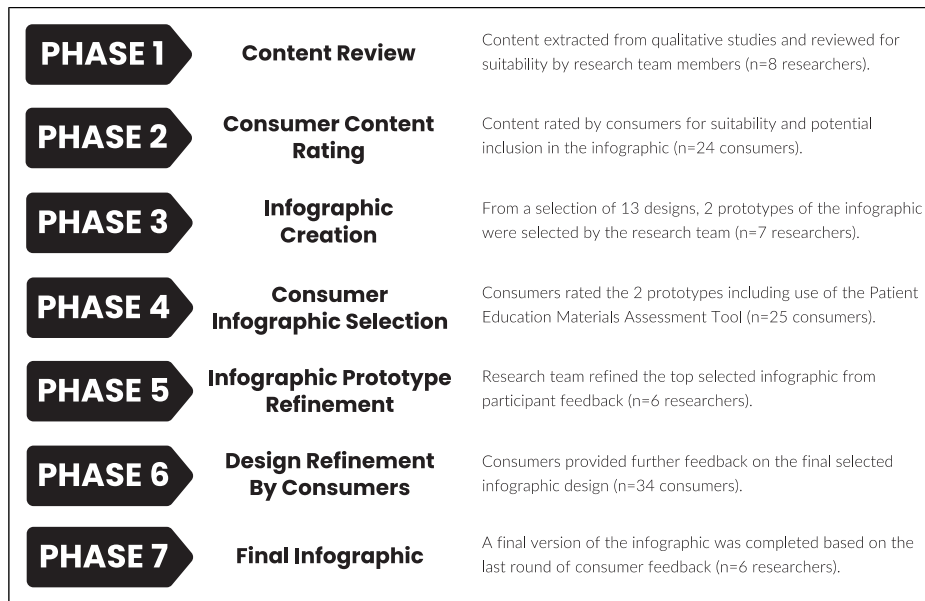 PHASE 1
Content Review
Content extracted from qualitative studies and reviewed for
suitability by research team members (n=8 researchers).
PHASE 2
Consumer Content
Rating
Content rated by consumers for suitability and potential
inclusion in the infographic (n=24 consumers).
PHASE 3
Infographic
Creation
From a selection of 13 designs, 2 prototypes of the infographic
were selected by the research team (n=7 researchers).
PHASE 4
Consumer
Infographic Selection
Consumers rated the 2 prototypes including use of the Patient
Education Materials Assessment Tool (n=25 consumers).
PHASE 5
Infographic Prototype
Refinement
Research team refined the top selected infographic from
participant feedback (n=6 researchers).
PHASE 6
Design Refinement
By Consumers
Consumers provided further feedback on the final selected
infographic design (n=34 consumers).
PHASE 7
Final Infographic
A final version of the infographic was completed based on the
last round of consumer feedback (n=6 researchers).